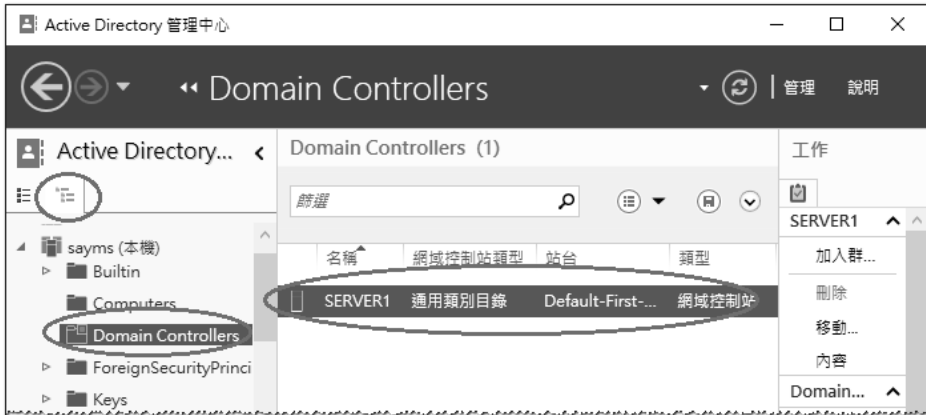 Active Directory 管理中心
Domain Controllers
管理 說明
Active Directory...
Domain Controllers (1)
工作
篩選
SERVER1
sayms (本機)
名稱 網域控制站類型 站台 類型
加入群...
Builtin
Computers
SERVER1 通用類別目錄 Default-First-... 網域控制站
刪除
Domain Controllers
移動...
ForeignSecurityPrinci
內容
Keys
Domain...